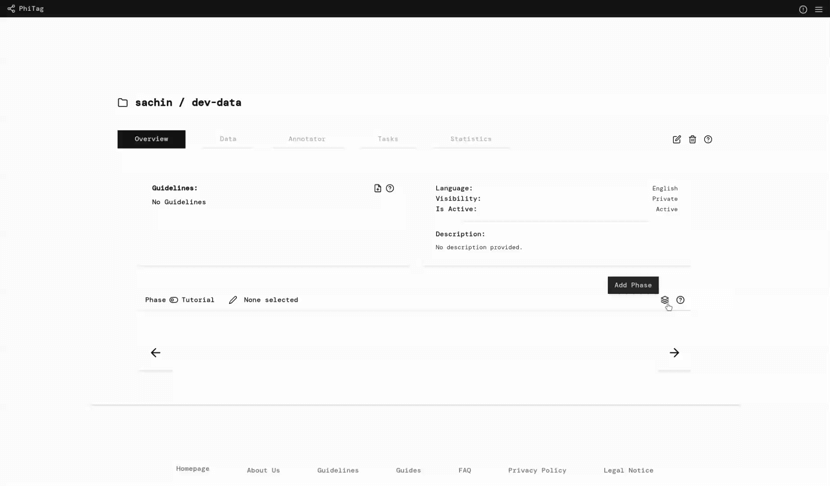 PhiTag
sachin / dev-data
Overview Data Annotator Tasks Statistics
Guidelines:
No Guidelines
Language: English
Visibility: Private
Is Active: Active
Description:
No description provided.
Add Phase
Phase Tutorial None selected
Homepage About Us Guidelines Guides FAQ Privacy Policy Legal Notice